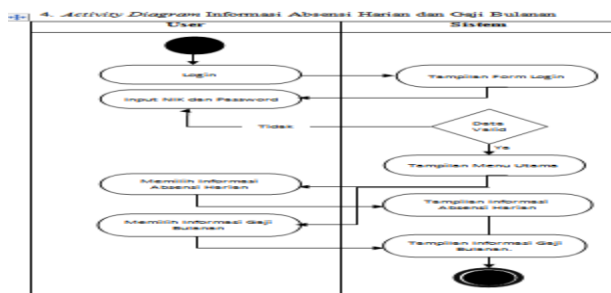 4. Activity Diagram Informasi Absensi Harian dan Gaji Bulanan
User
Sistem
Login
Tampilan Form Login
Input NIK dan Password
Tidak
Data
Valid
Ya
Tampilan Menu Utama
Memilih Informasi
Absensi Harian
Tampilan Informasi
Absensi Harian
Memilih Informasi Gaji
Bulanan
Tampilan Informasi Gaji
Bulanan.